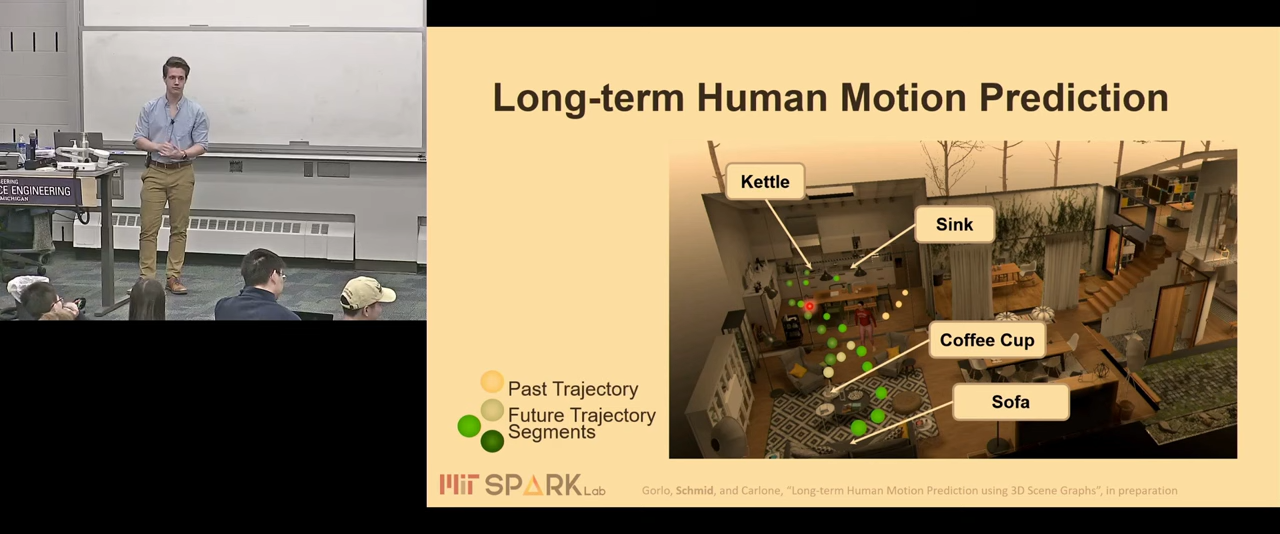 CE ENGINEERING
MICHIGAN
Long-term Human Motion Prediction
Kettle
Sink
Coffee Cup
Sofa
Past Trajectory
Future Trajectory
Segments
MIT SPARK Lab
Gorlo, Schmid, and Carlone, "Long-term Human Motion Prediction using 3D Scene Graphs", in preparation